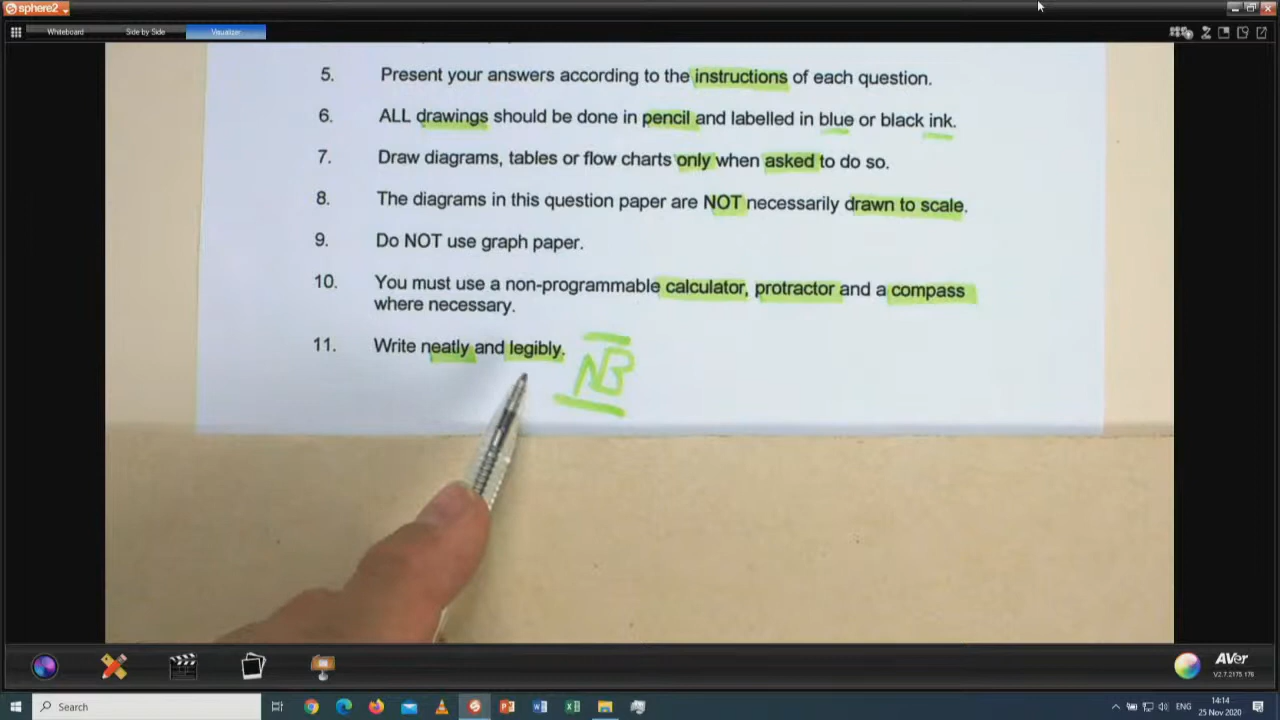 sphere2
Whiteboard Side by Side Visualizer
5. Present your answers according to the instructions of each question.
6. ALL drawings should be done in pencil and labelled in blue or black ink.
7. Draw diagrams, tables or flow charts only when asked to do so.
8. The diagrams in this question paper are NOT necessarily drawn to scale.
9. Do NOT use graph paper.
10. You must use a non-programmable calculator, protractor and a compass
where necessary.
11. Write neatly and legibly.
NB
AVer
V2.7.2175.178
Search
ENG
14:14
25 Nov 2020